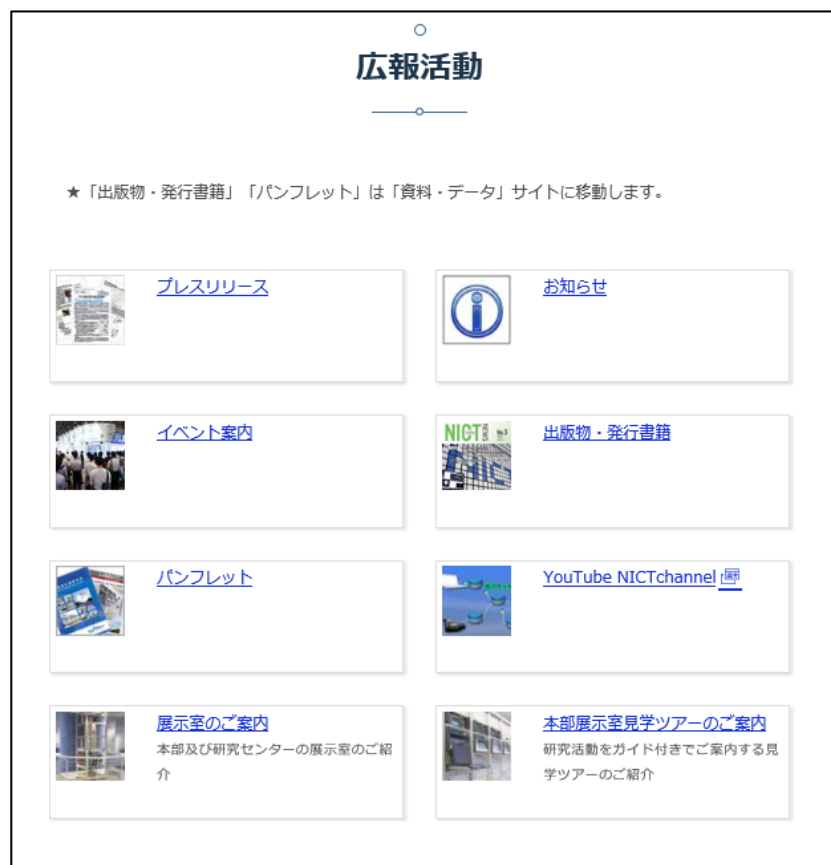 広報活動
★「出版物・発行書籍」「パンフレット」は「資料・データ」サイトに移動します。
プレスリリース
お知らせ
イベント案内
NICT
No.3
出版物・発行書籍
パンフレット
YouTube NICTchannel
展示室のご案内
本部及び研究センターの展示室のご紹
介
本部展示室見学ツアーのご案内
研究活動をガイド付きでご案内する見
学ツアーのご紹介